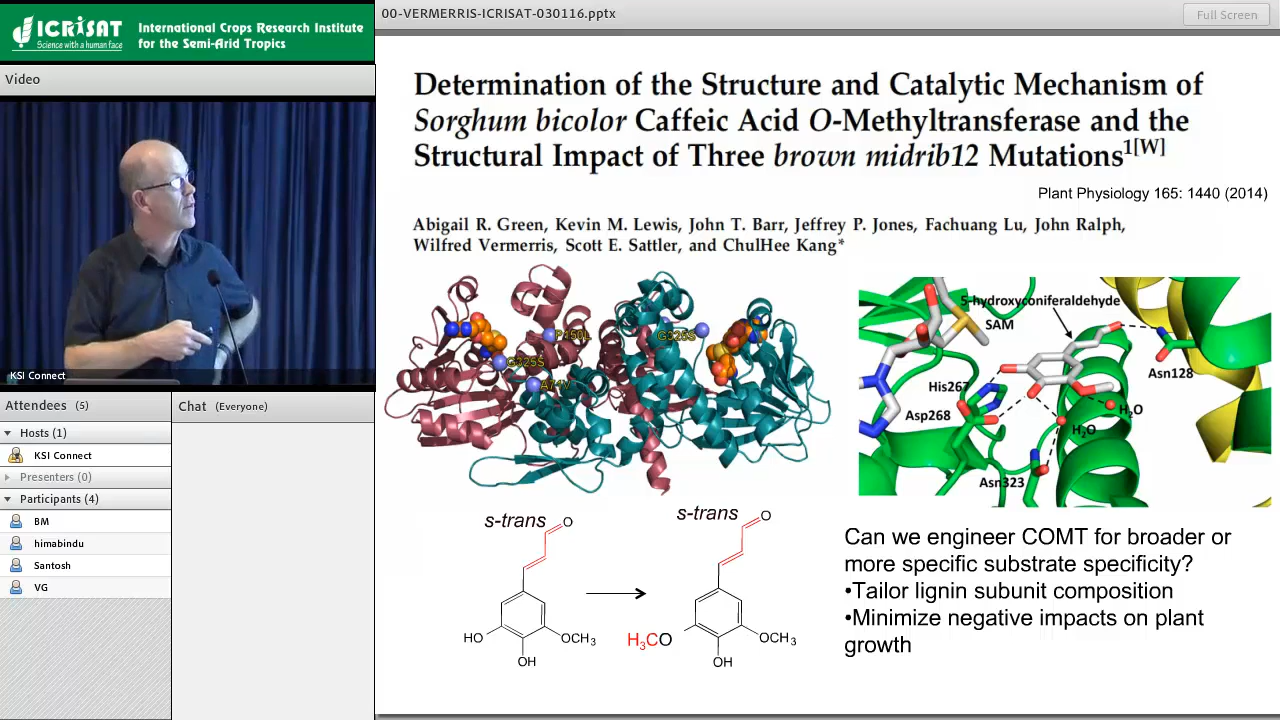 ICRISAT
Science with a human face
International Crops Research Institute
for the Semi-Arid Tropics
00-VERMERRIS-ICRISAT-030116.pptx
Full Screen
Video
KSI Connect
Attendees (5)
Hosts (1)
KSI Connect
Presenters (0)
Participants (4)
BM
himabindu
Santosh
VG
Chat (Everyone)
Determination of the Structure and Catalytic Mechanism of
Sorghum bicolor Caffeic Acid O-Methyltransferase and the
Structural Impact of Three brown midrib12 Mutations1[W]
Plant Physiology 165: 1440 (2014)
Abigail R. Green, Kevin M. Lewis, John T. Barr, Jeffrey P. Jones, Fachuang Lu, John Ralph,
Wilfred Vermerris, Scott E. Sattler, and ChulHee Kang*
P150L
G325S
A71V
G325S
5-hydroxyconiferaldehyde
SAM
His267
Asp268
Asn128
H2O
H2O
Asn323
s-trans
O
HO
OCH3
OH
s-trans
O
H3CO
OCH3
OH
Can we engineer COMT for broader or
more specific substrate specificity?
•Tailor lignin subunit composition
•Minimize negative impacts on plant
growth